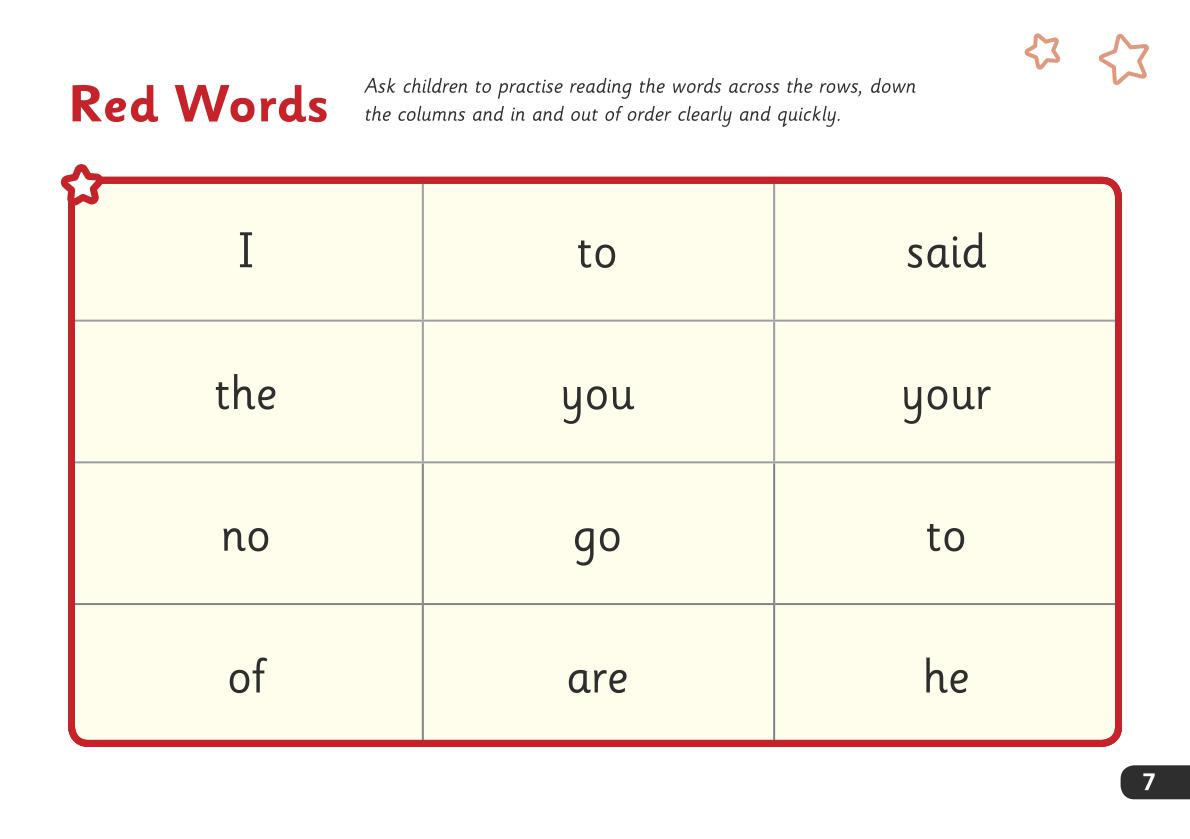 Red Words
Ask children to practise reading the words across the rows, down
the columns and in and out of order clearly and quickly.
I to said
the you your
no go to
of are he
7